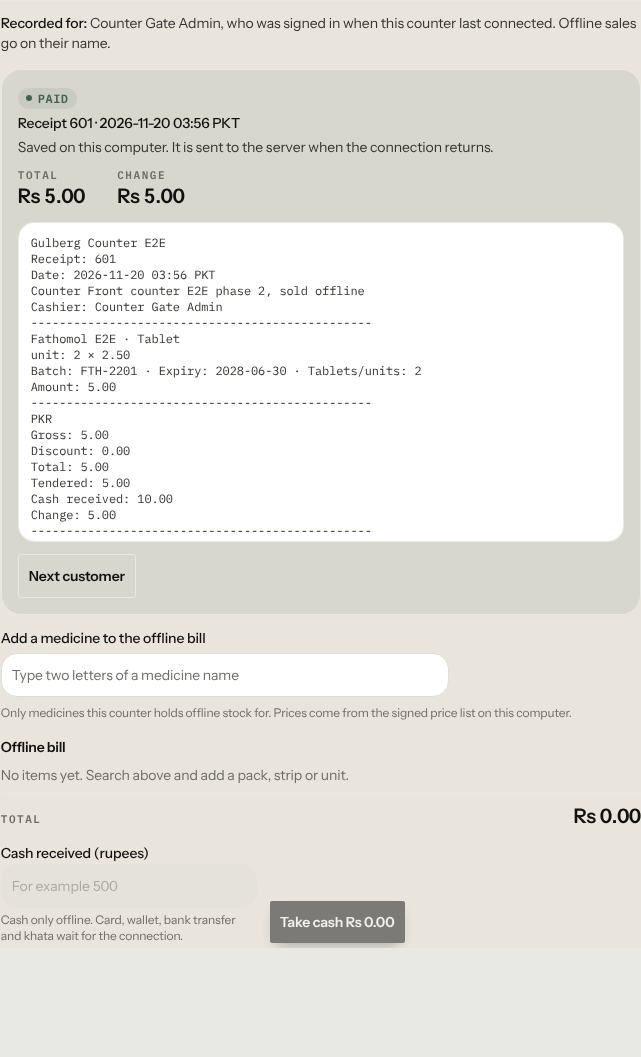 Recorded for: Counter Gate Admin, who was signed in when this counter last connected. Offline sales
go on their name.
PAID
Receipt 601 · 2026-11-20 03:56 PKT
Saved on this computer. It is sent to the server when the connection returns.
TOTAL CHANGE
Rs 5.00 Rs 5.00
Gulberg Counter E2E
Receipt: 601
Date: 2026-11-20 03:56 PKT
Counter Front counter E2E phase 2, sold offline
Cashier: Counter Gate Admin
------------------------------------------------
Fathomol E2E · Tablet
unit: 2 × 2.50
Batch: FTH-2201 · Expiry: 2028-06-30 · Tablets/units: 2
Amount: 5.00
------------------------------------------------
PKR
Gross: 5.00
Discount: 0.00
Total: 5.00
Tendered: 5.00
Cash received: 10.00
Change: 5.00
------------------------------------------------
Next customer
Add a medicine to the offline bill
Type two letters of a medicine name
Only medicines this counter holds offline stock for. Prices come from the signed price list on this computer.
Offline bill
No items yet. Search above and add a pack, strip or unit.
TOTAL Rs 0.00
Cash received (rupees)
For example 500
Cash only offline. Card, wallet, bank transfer
and khata wait for the connection.
Take cash Rs 0.00